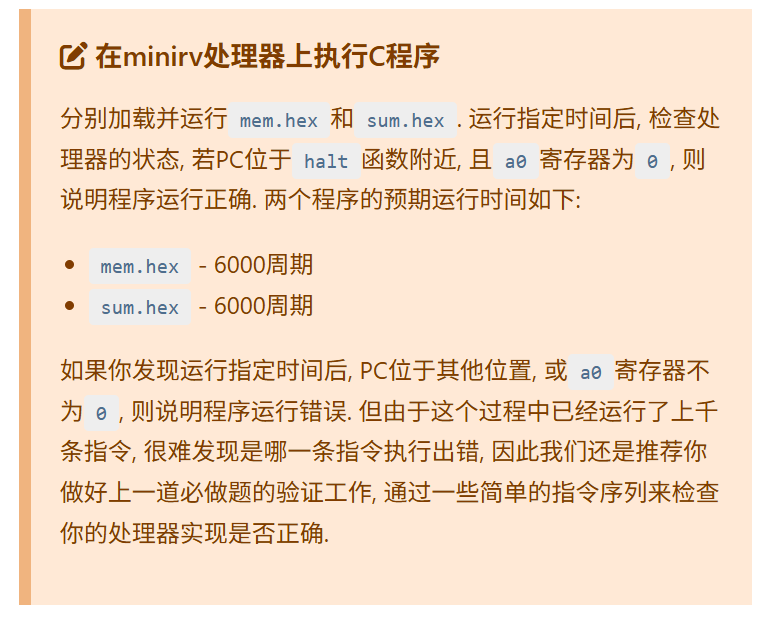 在minirv处理器上执行C程序
分别加载并运行 mem.hex 和 sum.hex . 运行指定时间后, 检查处
理器的状态, 若PC位于 halt 函数附近, 且 a0 寄存器为 0 , 则
说明程序运行正确. 两个程序的预期运行时间如下:
• mem.hex - 6000周期
• sum.hex - 6000周期
如果你发现运行指定时间后, PC位于其他位置, 或 a0 寄存器不
为 0 , 则说明程序运行错误. 但由于这个过程中已经运行了上千
条指令, 很难发现是哪一条指令执行出错, 因此我们还是推荐你
做好上一道必做题的验证工作, 通过一些简单的指令序列来检查
你的处理器实现是否正确.